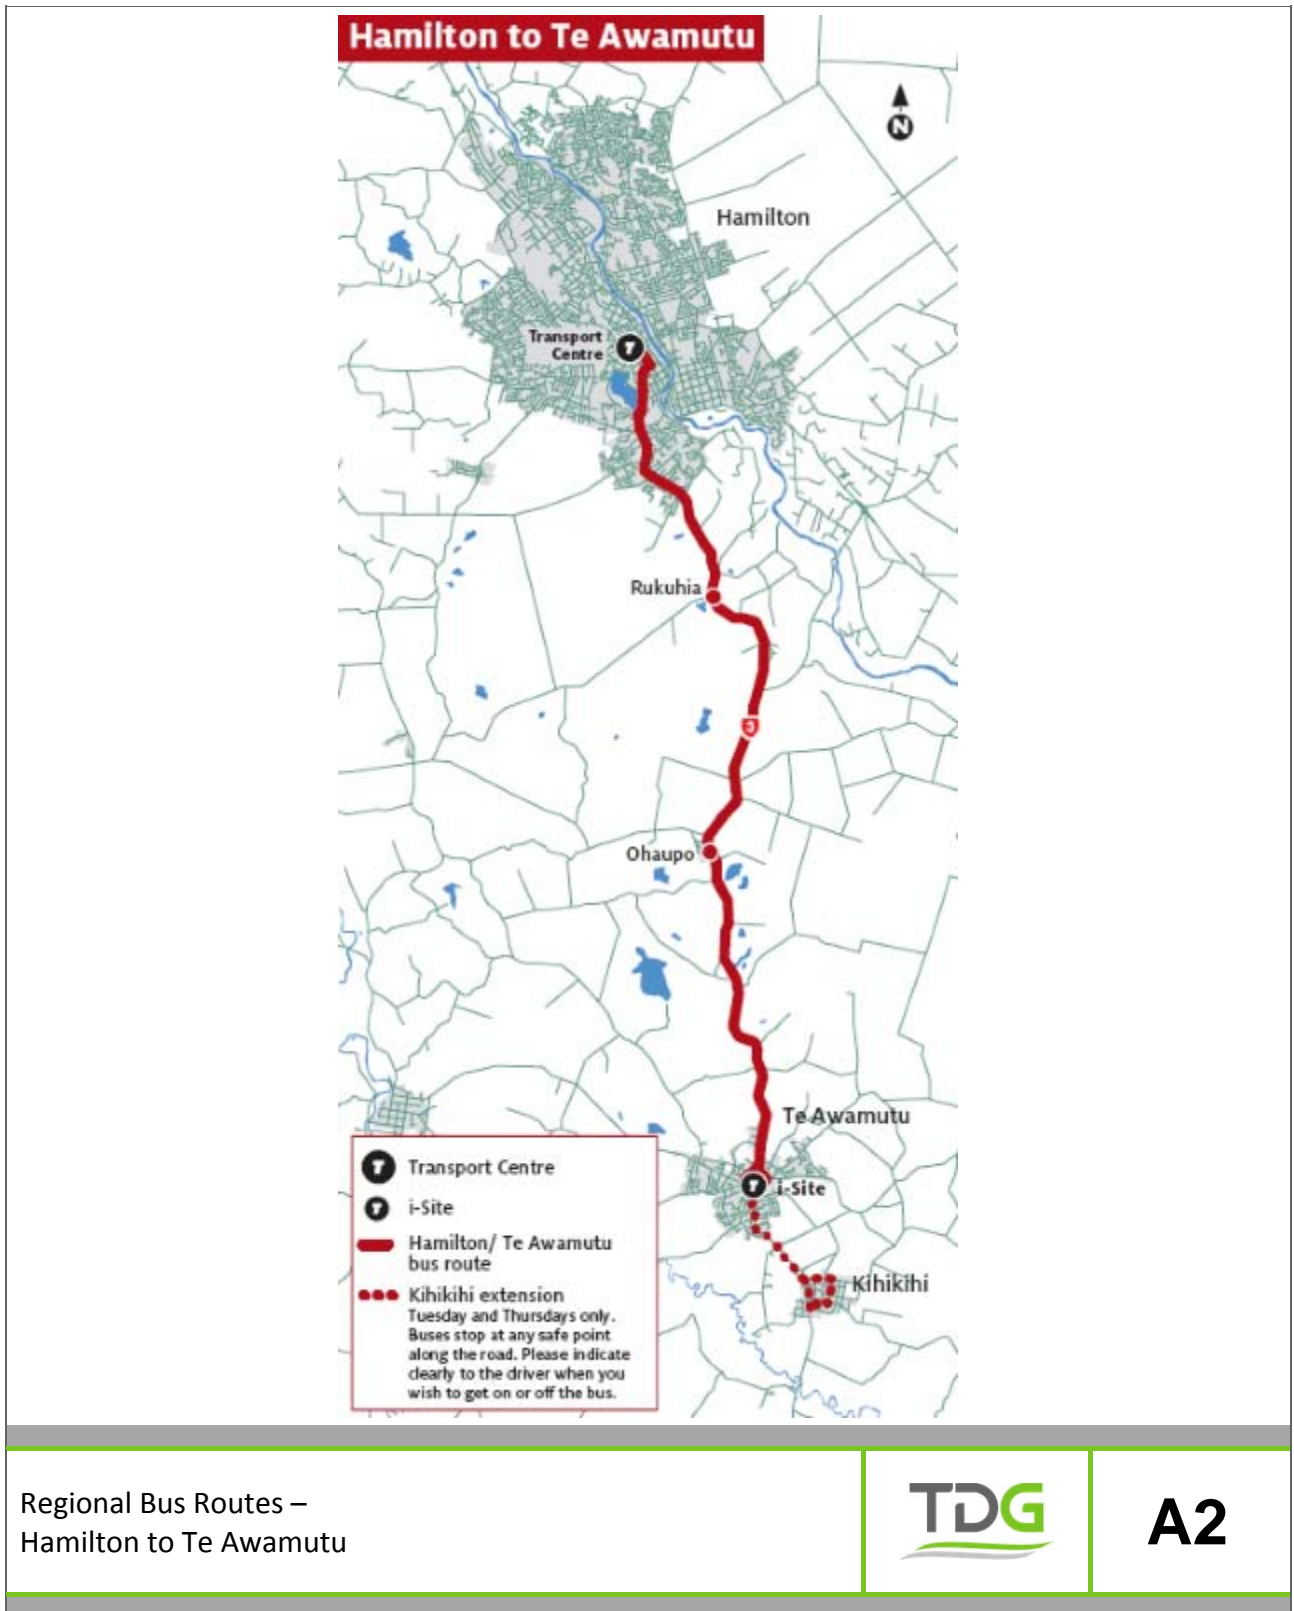 Hamilton to Te Awamutu
N
Hamilton
Transport
Centre
Rukuhia
3
Ohaupo
Te Awamutu
i-Site
Kihikihi
Transport Centre
i-Site
Hamilton/ Te Awamutu
bus route
Kihikihi extension
Tuesday and Thursdays only.
Buses stop at any safe point
along the road. Please indicate
clearly to the driver when you
wish to get on or off the bus.
Regional Bus Routes –
Hamilton to Te Awamutu
TDG
A2